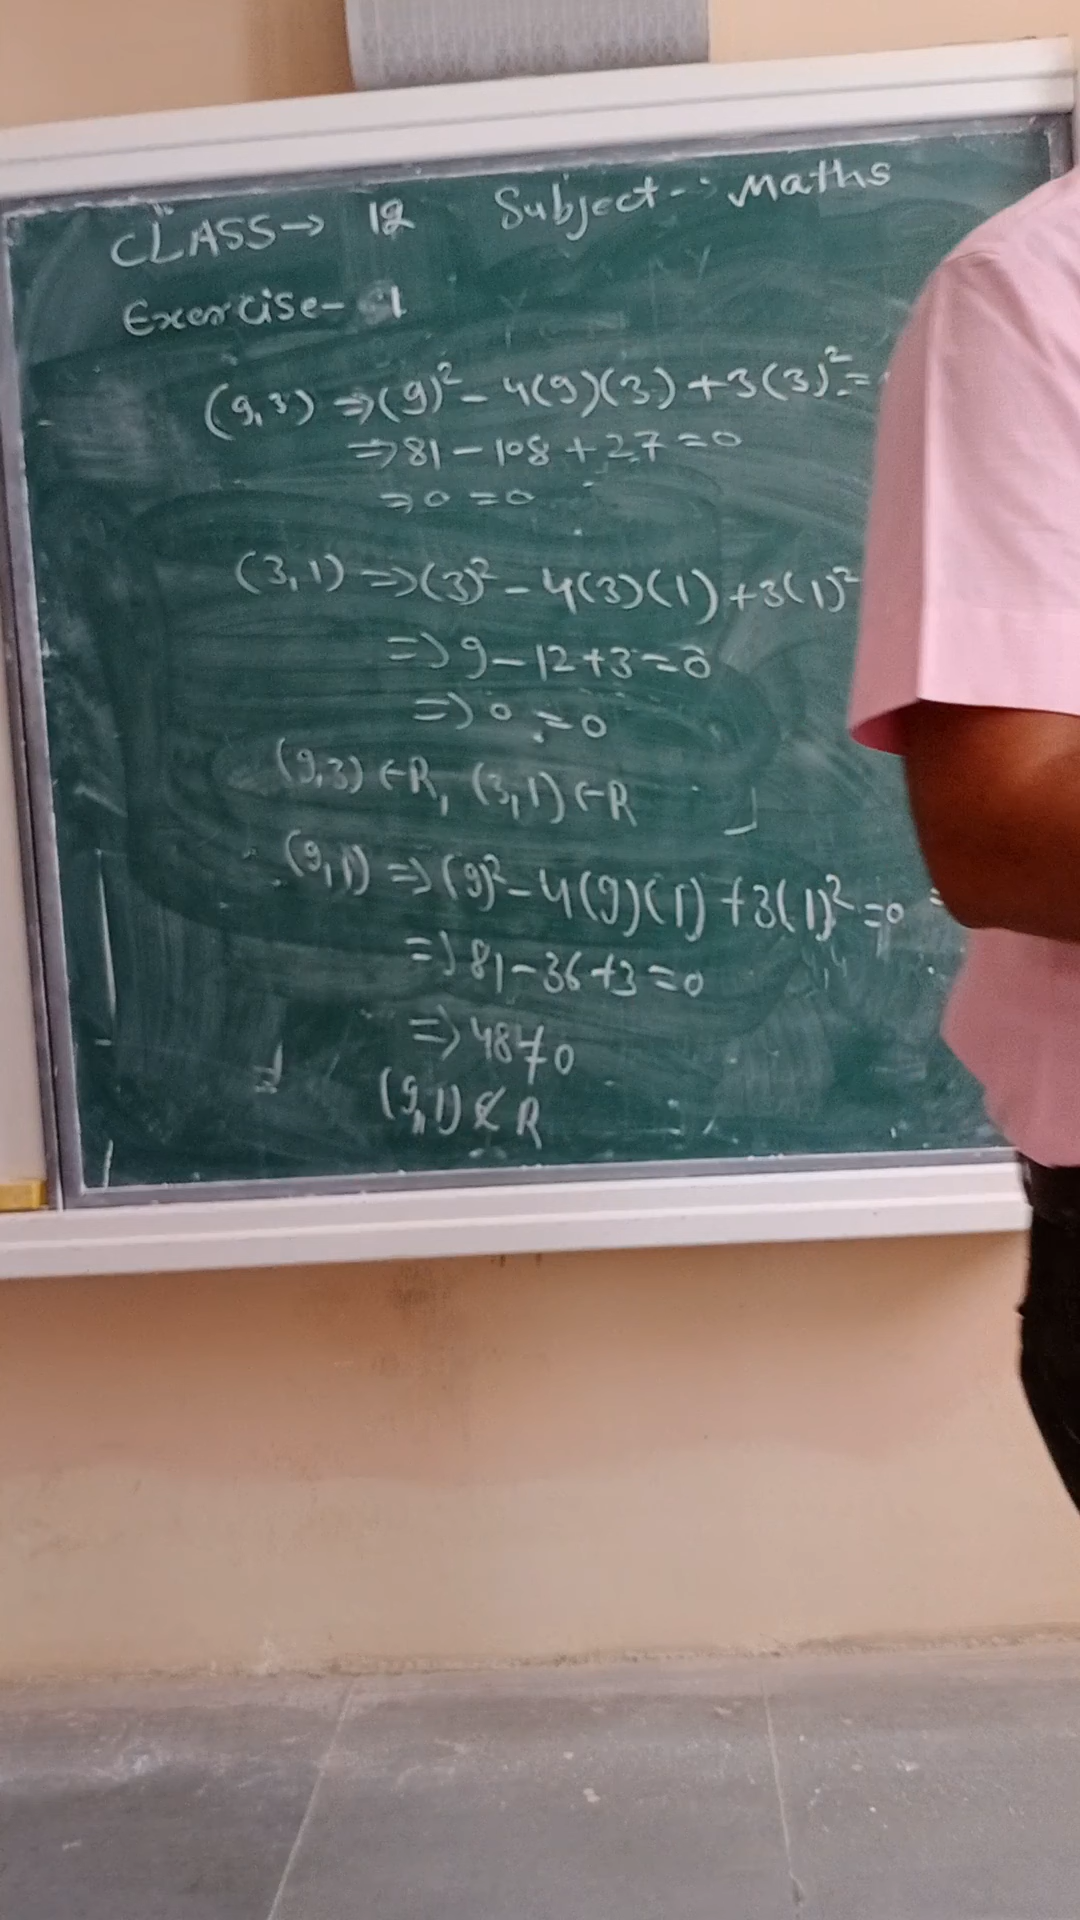 CLASS→ 12 Subject-: Maths
Exercise- 1
(9,3) ⇒(9)² - 4(9)(3) +3(3)²=
⇒81-108+27=0
⇒0=0
(3,1) ⇒(3)² - 4(3)(1) +3(1)²
⇒9-12+3=0
⇒0=0
(9,3) ∈R, (3,1)∈R
(9,1) ⇒(9)²-4(9)(1) +3(1)²=0
⇒81-36+3=0
⇒48≠0
(9,1)∉R